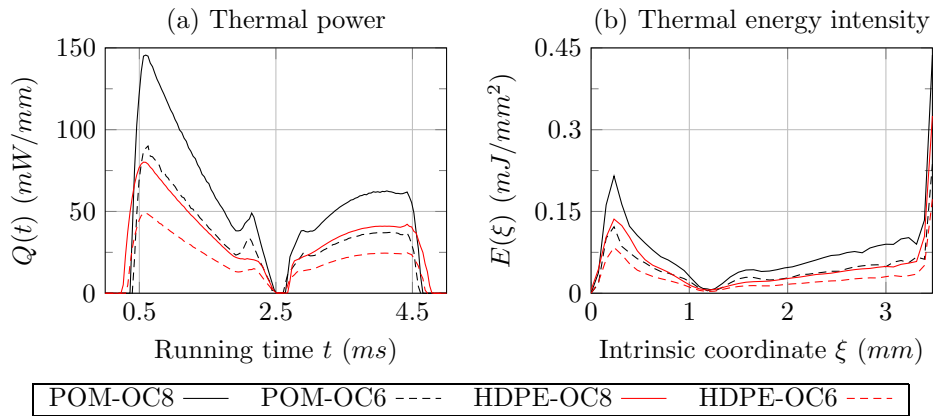 (a) Thermal power
150
100
50
0
0.5
2.5
4.5
Q(t) (mW/mm)
Running time t (ms)
(b) Thermal energy intensity
0.45
0.3
0.15
0
0
1
2
3
E(ξ) (mJ/mm²)
Intrinsic coordinate ξ (mm)
POM-OC8 POM-OC6 HDPE-OC8 HDPE-OC6